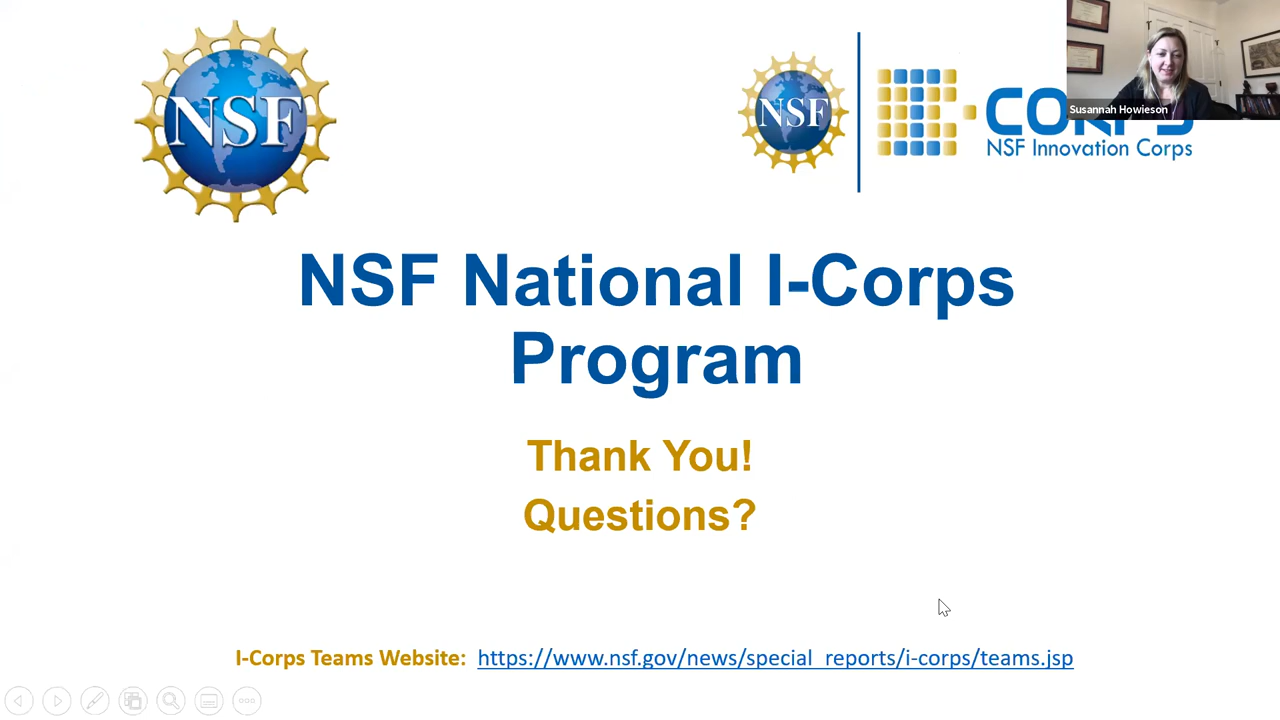 NSF
NSF
CORPS
NSF Innovation Corps
Susannah Howieson
NSF National I-Corps
Program
Thank You!
Questions?
I-Corps Teams Website: https://www.nsf.gov/news/special_reports/i-corps/teams.jsp